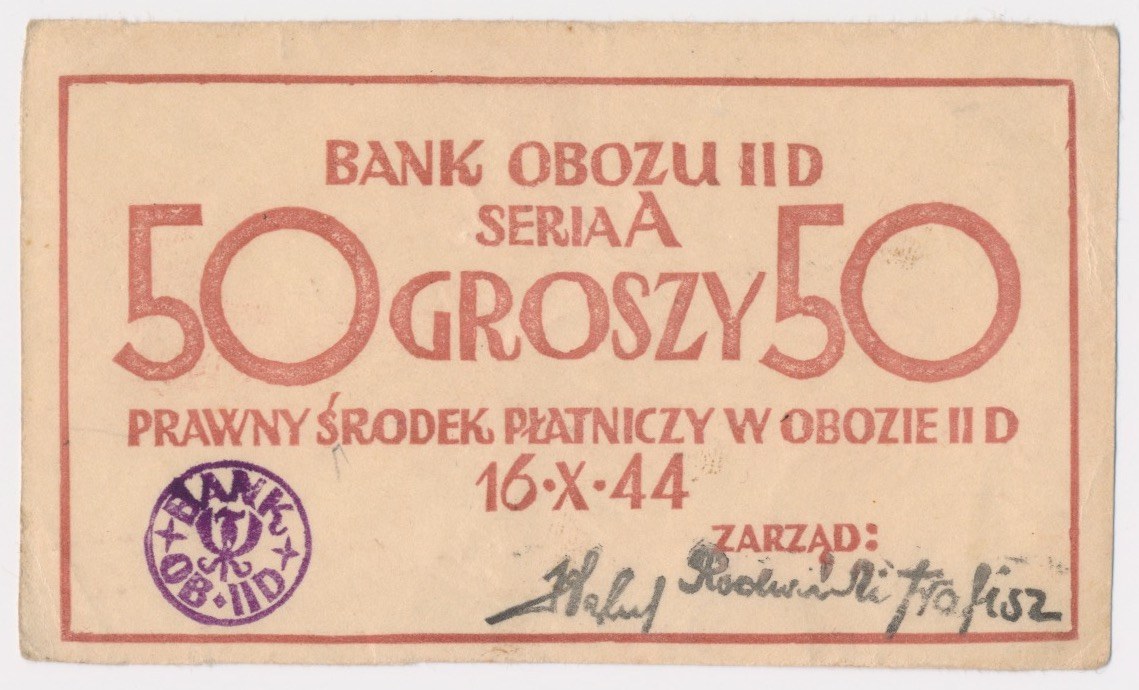 BANK OBOZU II D
SERIA A
50 GROSZY 50
PRAWNY ŚRODEK PŁATNICZY W OBOZIE II D
16·X·44
ZARZĄD:
BANK
OB·IID